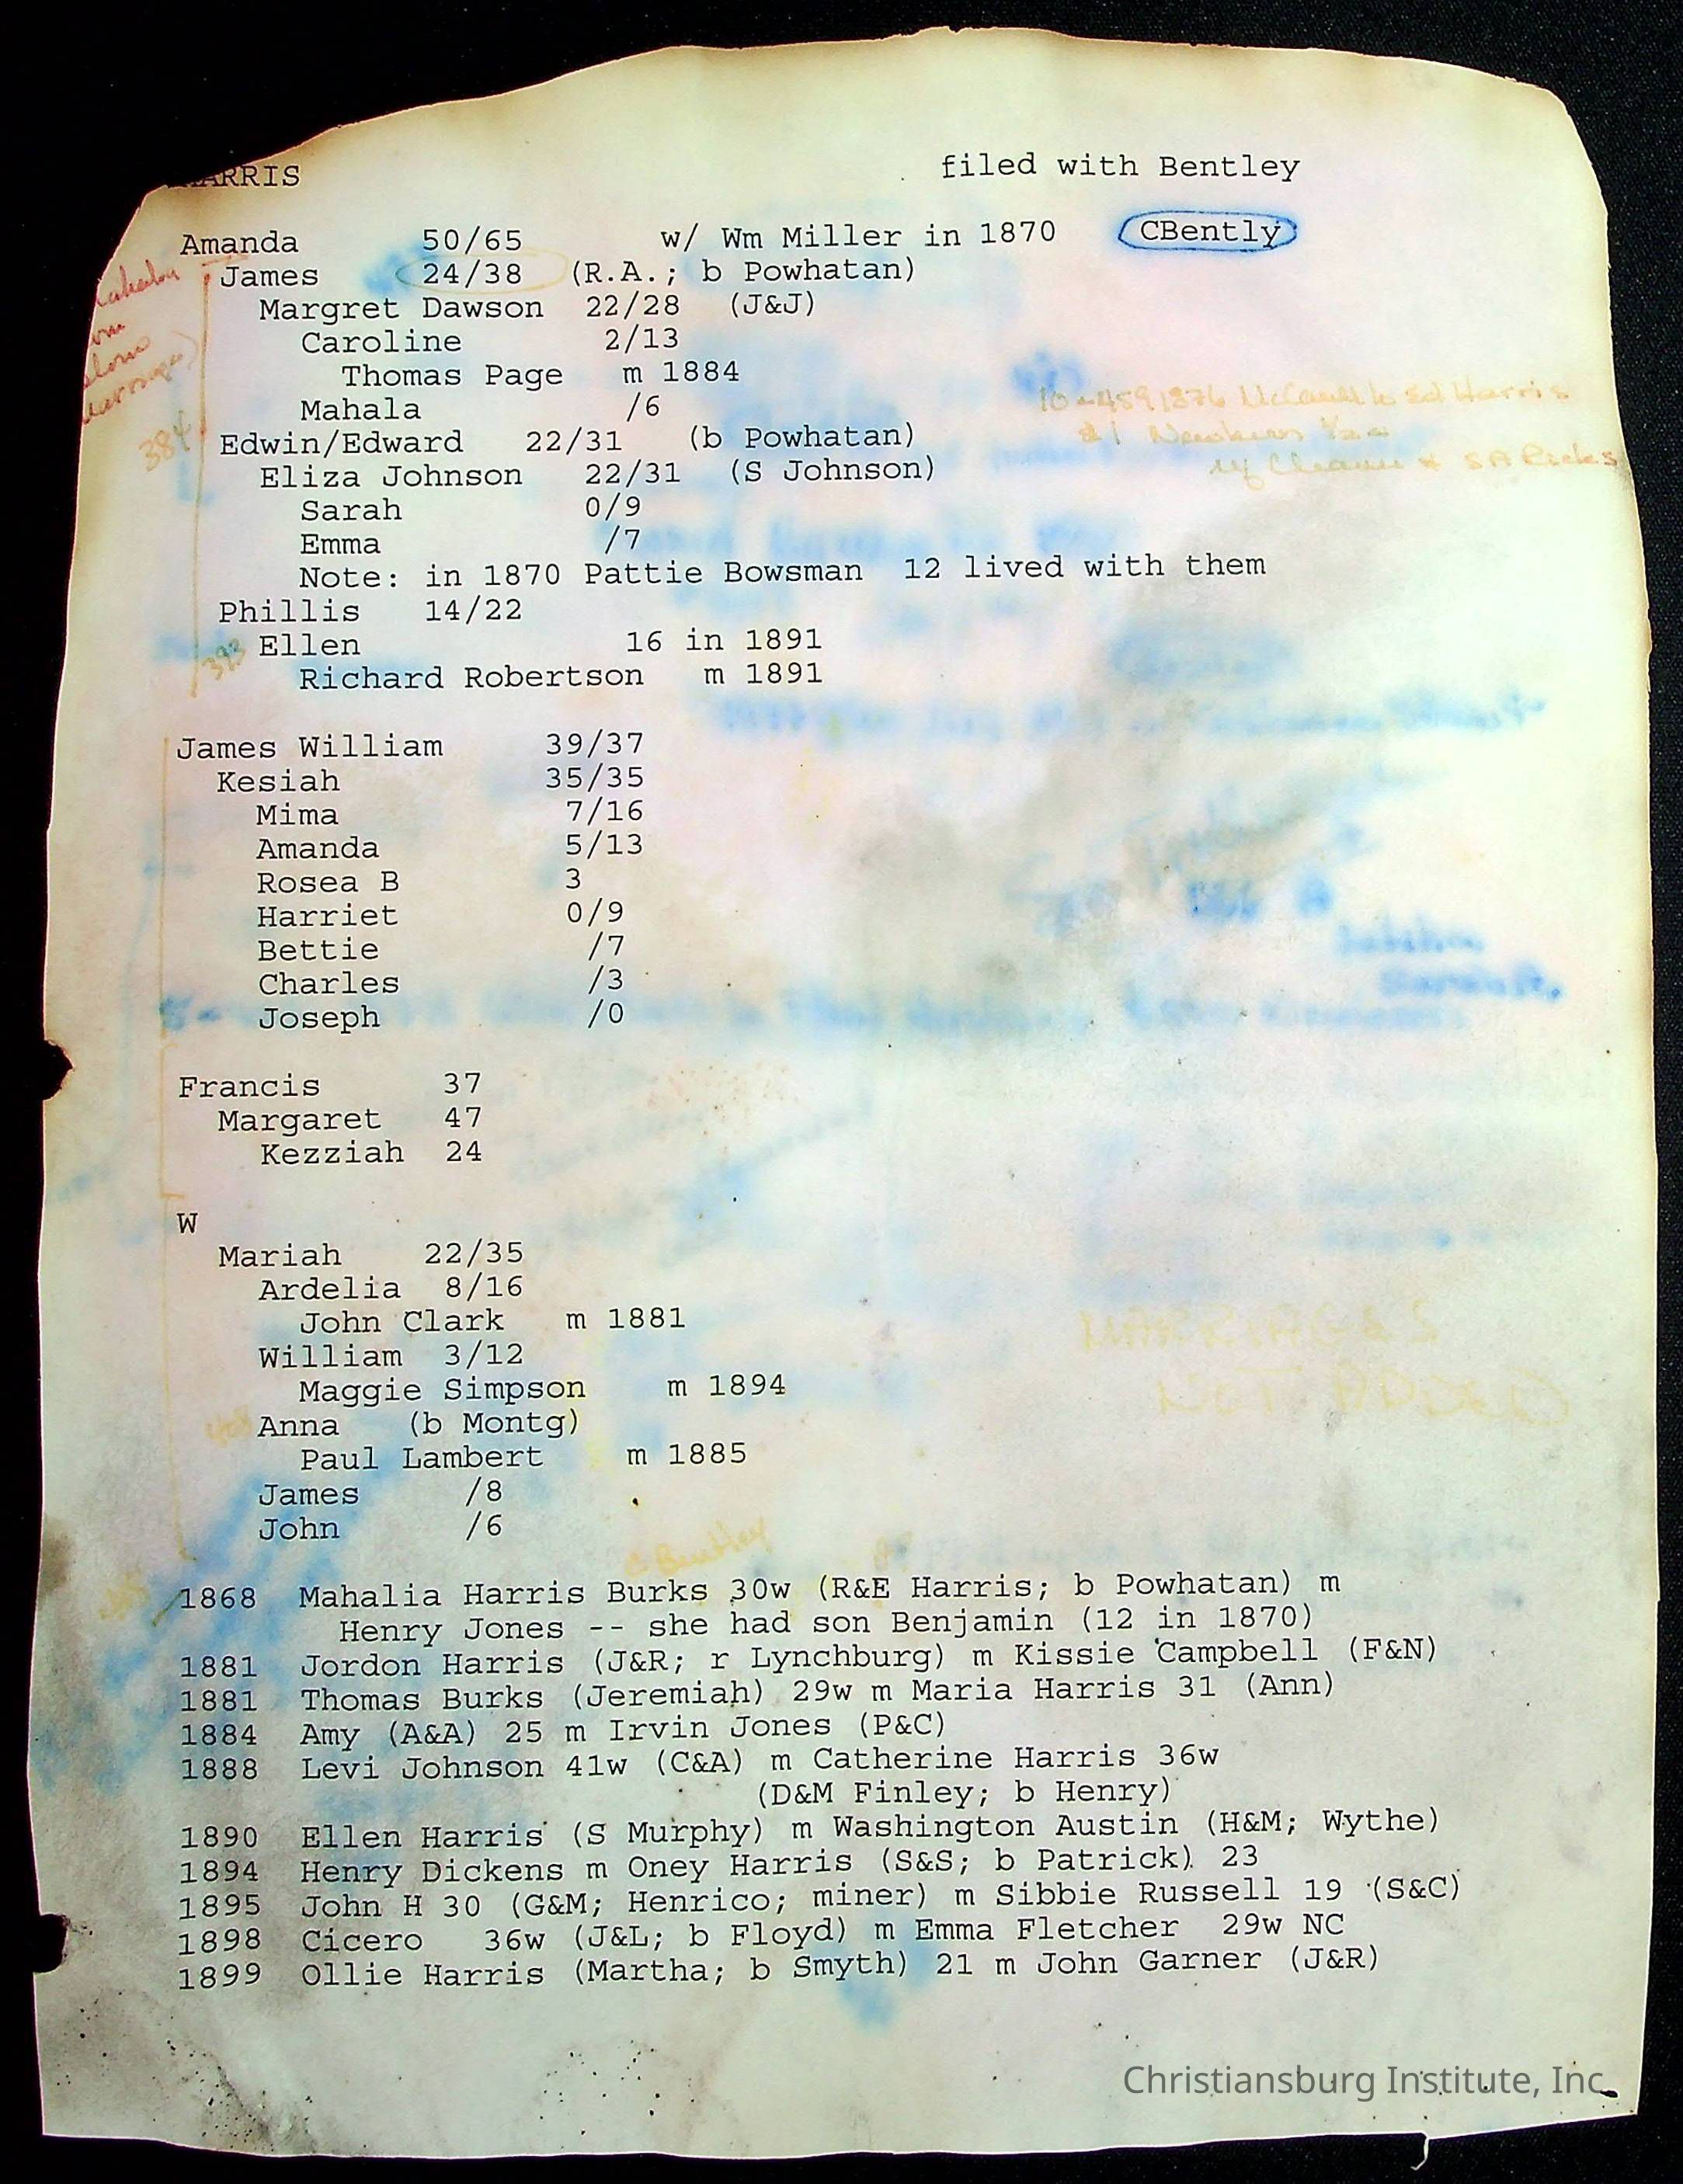 HARRIS filed with Bentley
Amanda 50/65 w/ Wm Miller in 1870 CBently
James 24/38 (R.A.; b Powhatan)
Margret Dawson 22/28 (J&J)
Caroline 2/13
Thomas Page m 1884
Mahala /6
384
Edwin/Edward 22/31 (b Powhatan)
Eliza Johnson 22/31 (S Johnson)
Sarah 0/9
Emma /7
Note: in 1870 Pattie Bowsman 12 lived with them
Phillis 14/22
393 Ellen 16 in 1891
Richard Robertson m 1891
James William 39/37
Kesiah 35/35
Mima 7/16
Amanda 5/13
Rosea B 3
Harriet 0/9
Bettie /7
Charles /3
Joseph /0
Francis 37
Margaret 47
Kezziah 24
W
Mariah 22/35
Ardelia 8/16
MARRIAGES
John Clark m 1881
William 3/12
Maggie Simpson m 1894
NOT ADDED
Anna (b Montg)
Paul Lambert m 1885
James /8
John /6
C Bentley
1868 Mahalia Harris Burks 30w (R&E Harris; b Powhatan) m
Henry Jones -- she had son Benjamin (12 in 1870)
1881 Jordon Harris (J&R; r Lynchburg) m Kissie Campbell (F&N)
1881 Thomas Burks (Jeremiah) 29w m Maria Harris 31 (Ann)
1884 Amy (A&A) 25 m Irvin Jones (P&C)
1888 Levi Johnson 41w (C&A) m Catherine Harris 36w
(D&M Finley; b Henry)
1890 Ellen Harris (S Murphy) m Washington Austin (H&M; Wythe)
1894 Henry Dickens m Oney Harris (S&S; b Patrick) 23
1895 John H 30 (G&M; Henrico; miner) m Sibbie Russell 19 (S&C)
1898 Cicero 36w (J&L; b Floyd) m Emma Fletcher 29w NC
1899 Ollie Harris (Martha; b Smyth) 21 m John Garner (J&R)
Christiansburg Institute, Inc.